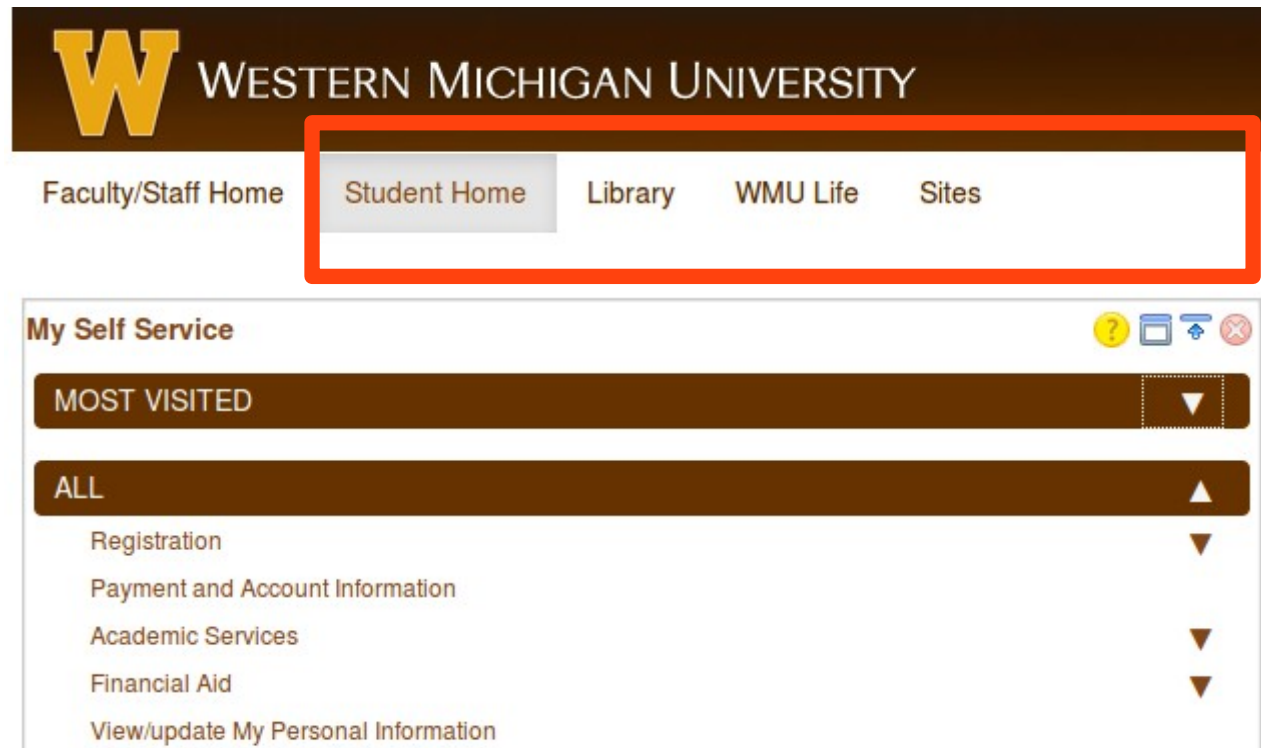 W WESTERN MICHIGAN UNIVERSITY
Faculty/Staff Home Student Home Library WMU Life Sites
My Self Service ?
MOST VISITED
ALL
Registration
Payment and Account Information
Academic Services
Financial Aid
View/update My Personal Information